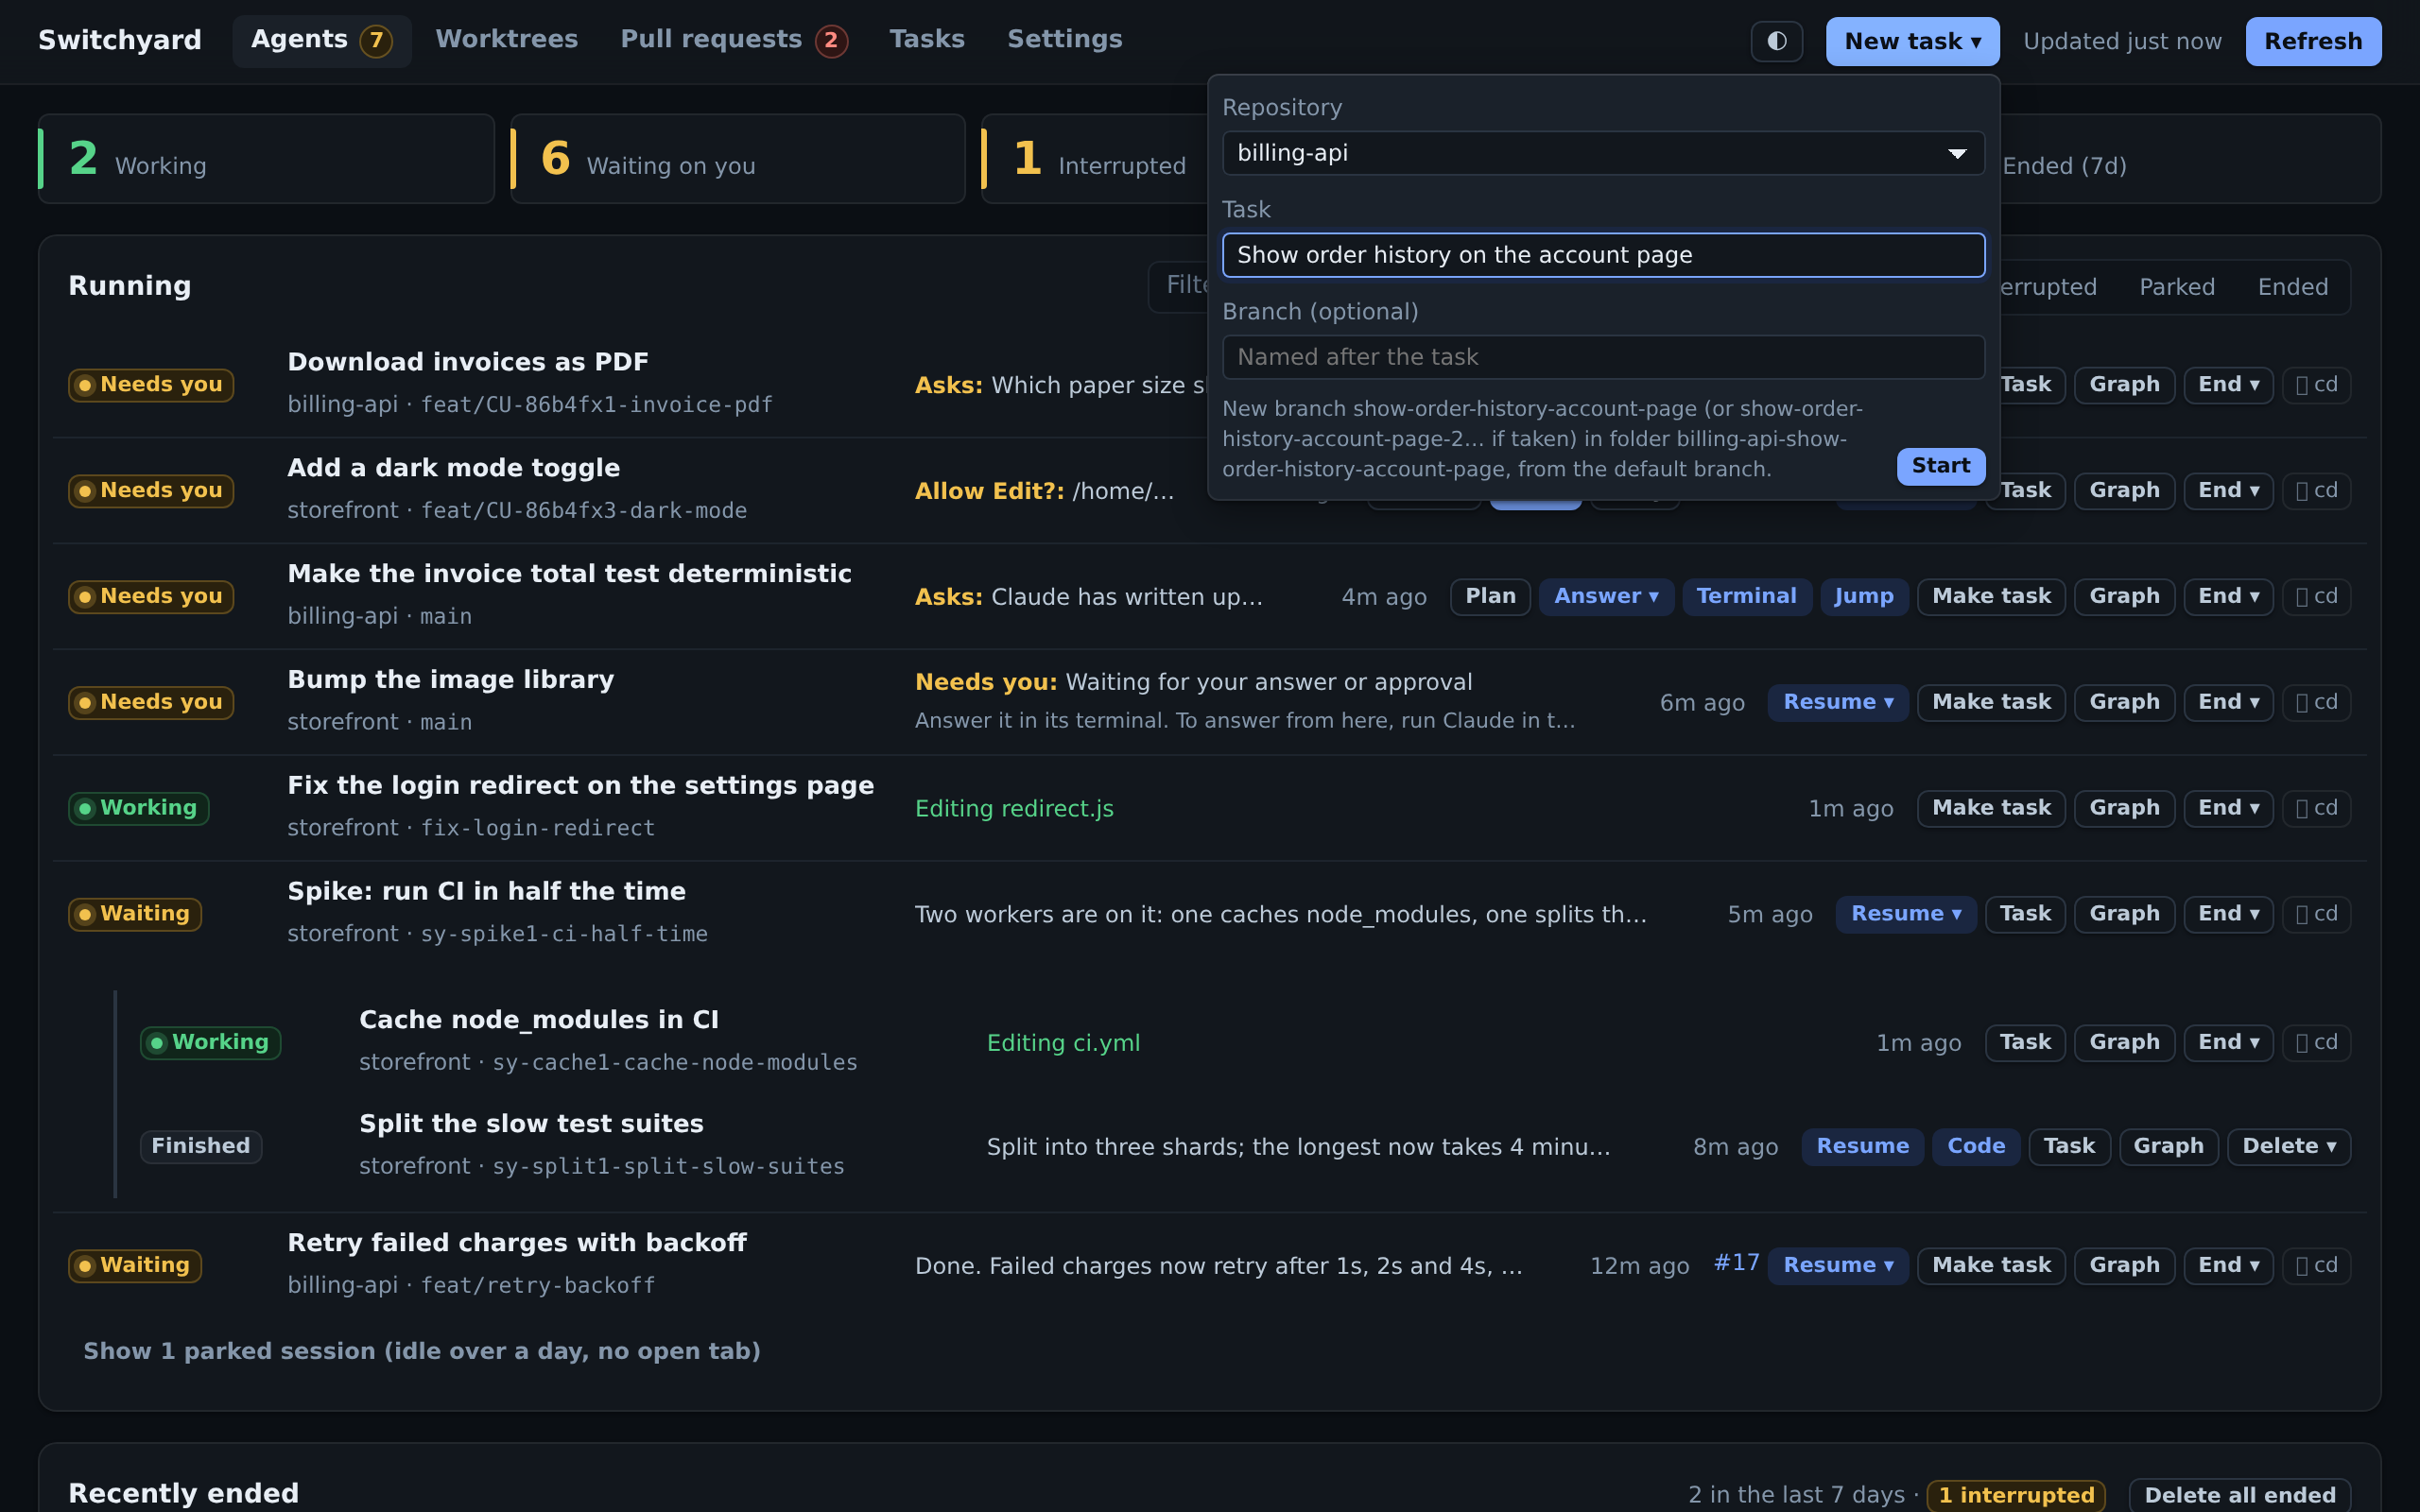 Switchyard Agents 7 Worktrees Pull requests 2 Tasks Settings New task ▾ Updated just now Refresh
2 Working 6 Waiting on you 1 Interrupted Ended (7d)
Repository
billing-api
Task
Show order history on the account page
Branch (optional)
Named after the task
New branch show-order-history-account-page (or show-order-
history-account-page-2… if taken) in folder billing-api-show-
order-history-account-page, from the default branch.
Start
Running Parked Ended
Needs you Download invoices as PDF Asks: Which paper size Task Graph End ▾ cd
billing-api · feat/CU-86b4fx1-invoice-pdf
Needs you Add a dark mode toggle Allow Edit?: /home/… Task Graph End ▾ cd
storefront · feat/CU-86b4fx3-dark-mode
Needs you Make the invoice total test deterministic Asks: Claude has written up… 4m ago Plan Answer ▾ Terminal Jump Make task Graph End ▾ cd
billing-api · main
Needs you Bump the image library Needs you: Waiting for your answer or approval 6m ago Resume ▾ Make task Graph End ▾ cd
storefront · main Answer it in its terminal. To answer from here, run Claude in t…
Working Fix the login redirect on the settings page Editing redirect.js 1m ago Make task Graph End ▾ cd
storefront · fix-login-redirect
Waiting Spike: run CI in half the time Two workers are on it: one caches node_modules, one splits th… 5m ago Resume ▾ Task Graph End ▾ cd
storefront · sy-spike1-ci-half-time
Working Cache node_modules in CI Editing ci.yml 1m ago Task Graph End ▾ cd
storefront · sy-cache1-cache-node-modules
Finished Split the slow test suites Split into three shards; the longest now takes 4 minu… 8m ago Resume Code Task Graph Delete ▾
storefront · sy-split1-split-slow-suites
Waiting Retry failed charges with backoff Done. Failed charges now retry after 1s, 2s and 4s, … 12m ago #17 Resume ▾ Make task Graph End ▾ cd
billing-api · feat/retry-backoff
Show 1 parked session (idle over a day, no open tab)
Recently ended 2 in the last 7 days · 1 interrupted Delete all ended